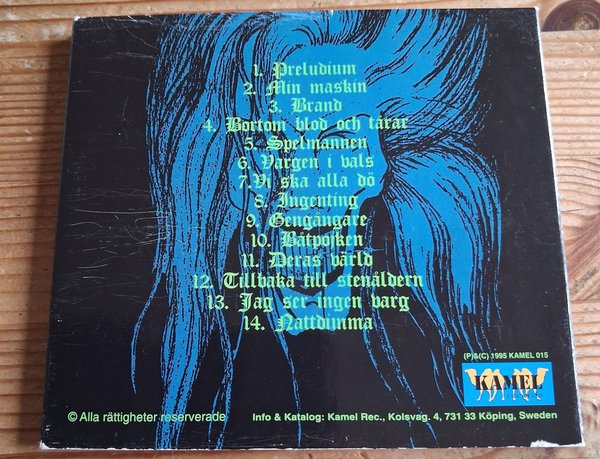 1. Preludium
2. Min maskin
3. Brand
4. Bortom blod och tårar
5. Spelmannen
6. Vargen i vals
7. Vi ska alla dö
8. Ingenting
9. Gengångare
10. Båtpojken
11. Deras värld
12. Tillbaka till stenåldern
13. Jag ser ingen varg
14. Nattdimma
(P)&(C) 1995 KAMEL 015
KAMEL
© Alla rättigheter reserverade
Info & Katalog: Kamel Rec., Kolsvag. 4, 731 33 Köping, Sweden